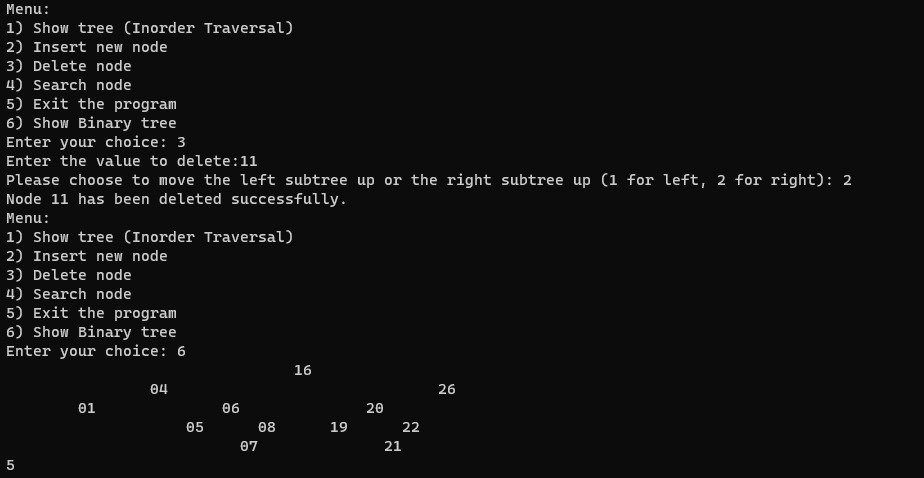 Menu:
1) Show tree (Inorder Traversal)
2) Insert new node
3) Delete node
4) Search node
5) Exit the program
6) Show Binary tree
Enter your choice: 3
Enter the value to delete:11
Please choose to move the left subtree up or the right subtree up (1 for left, 2 for right): 2
Node 11 has been deleted successfully.
Menu:
1) Show tree (Inorder Traversal)
2) Insert new node
3) Delete node
4) Search node
5) Exit the program
6) Show Binary tree
Enter your choice: 6
                                16
                04                              26
        01              06              20
                    05      08      19      22
                          07              21
5